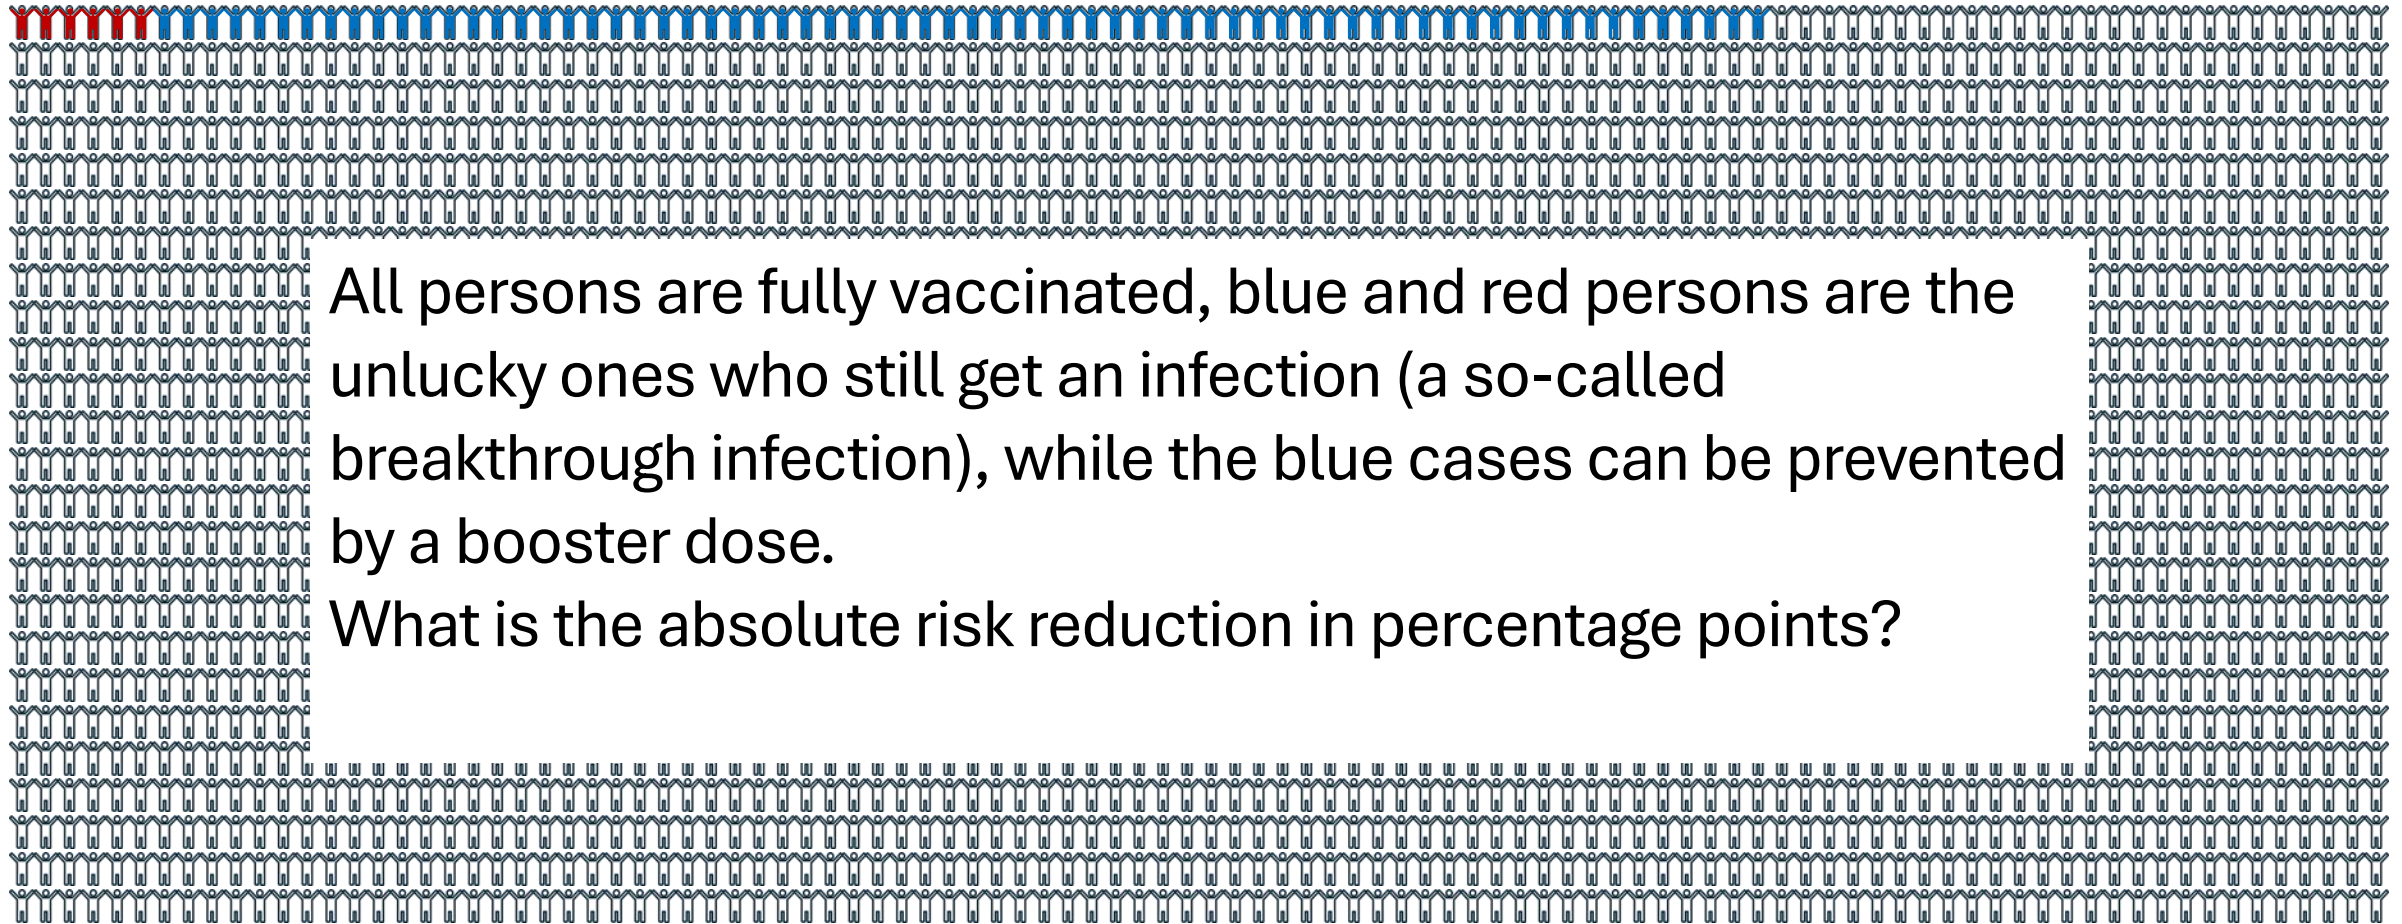 All persons are fully vaccinated, blue and red persons are the
unlucky ones who still get an infection (a so-called
breakthrough infection), while the blue cases can be prevented
by a booster dose.
What is the absolute risk reduction in percentage points?